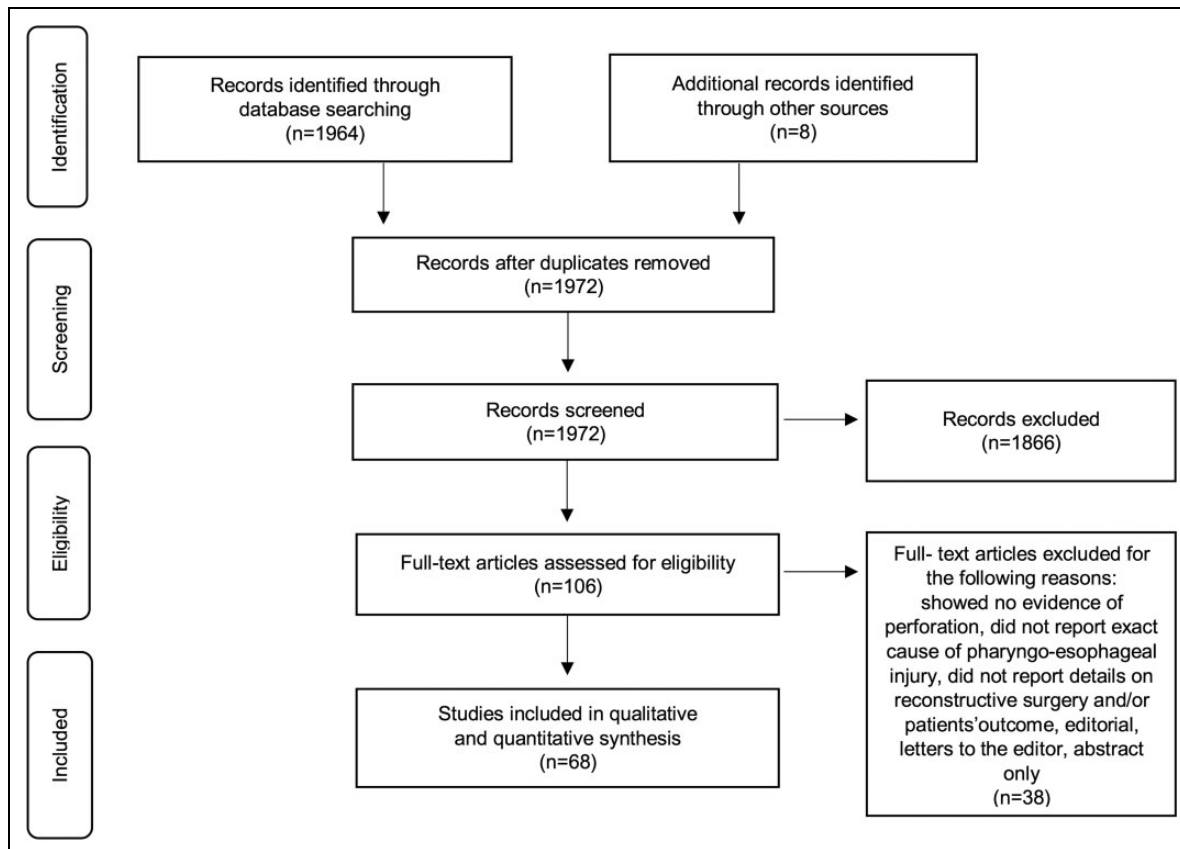 Identification
Records identified through
database searching
(n=1964)
Additional records identified
through other sources
(n=8)
Screening
Records after duplicates removed
(n=1972)
Records screened
(n=1972)
Records excluded
(n=1866)
Eligibility
Full-text articles assessed for eligibility
(n=106)
Full- text articles excluded for
the following reasons:
showed no evidence of
perforation, did not report exact
cause of pharyngo-esophageal
injury, did not report details on
reconstructive surgery and/or
patients'outcome, editorial,
letters to the editor, abstract
only
(n=38)
Included
Studies included in qualitative
and quantitative synthesis
(n=68)